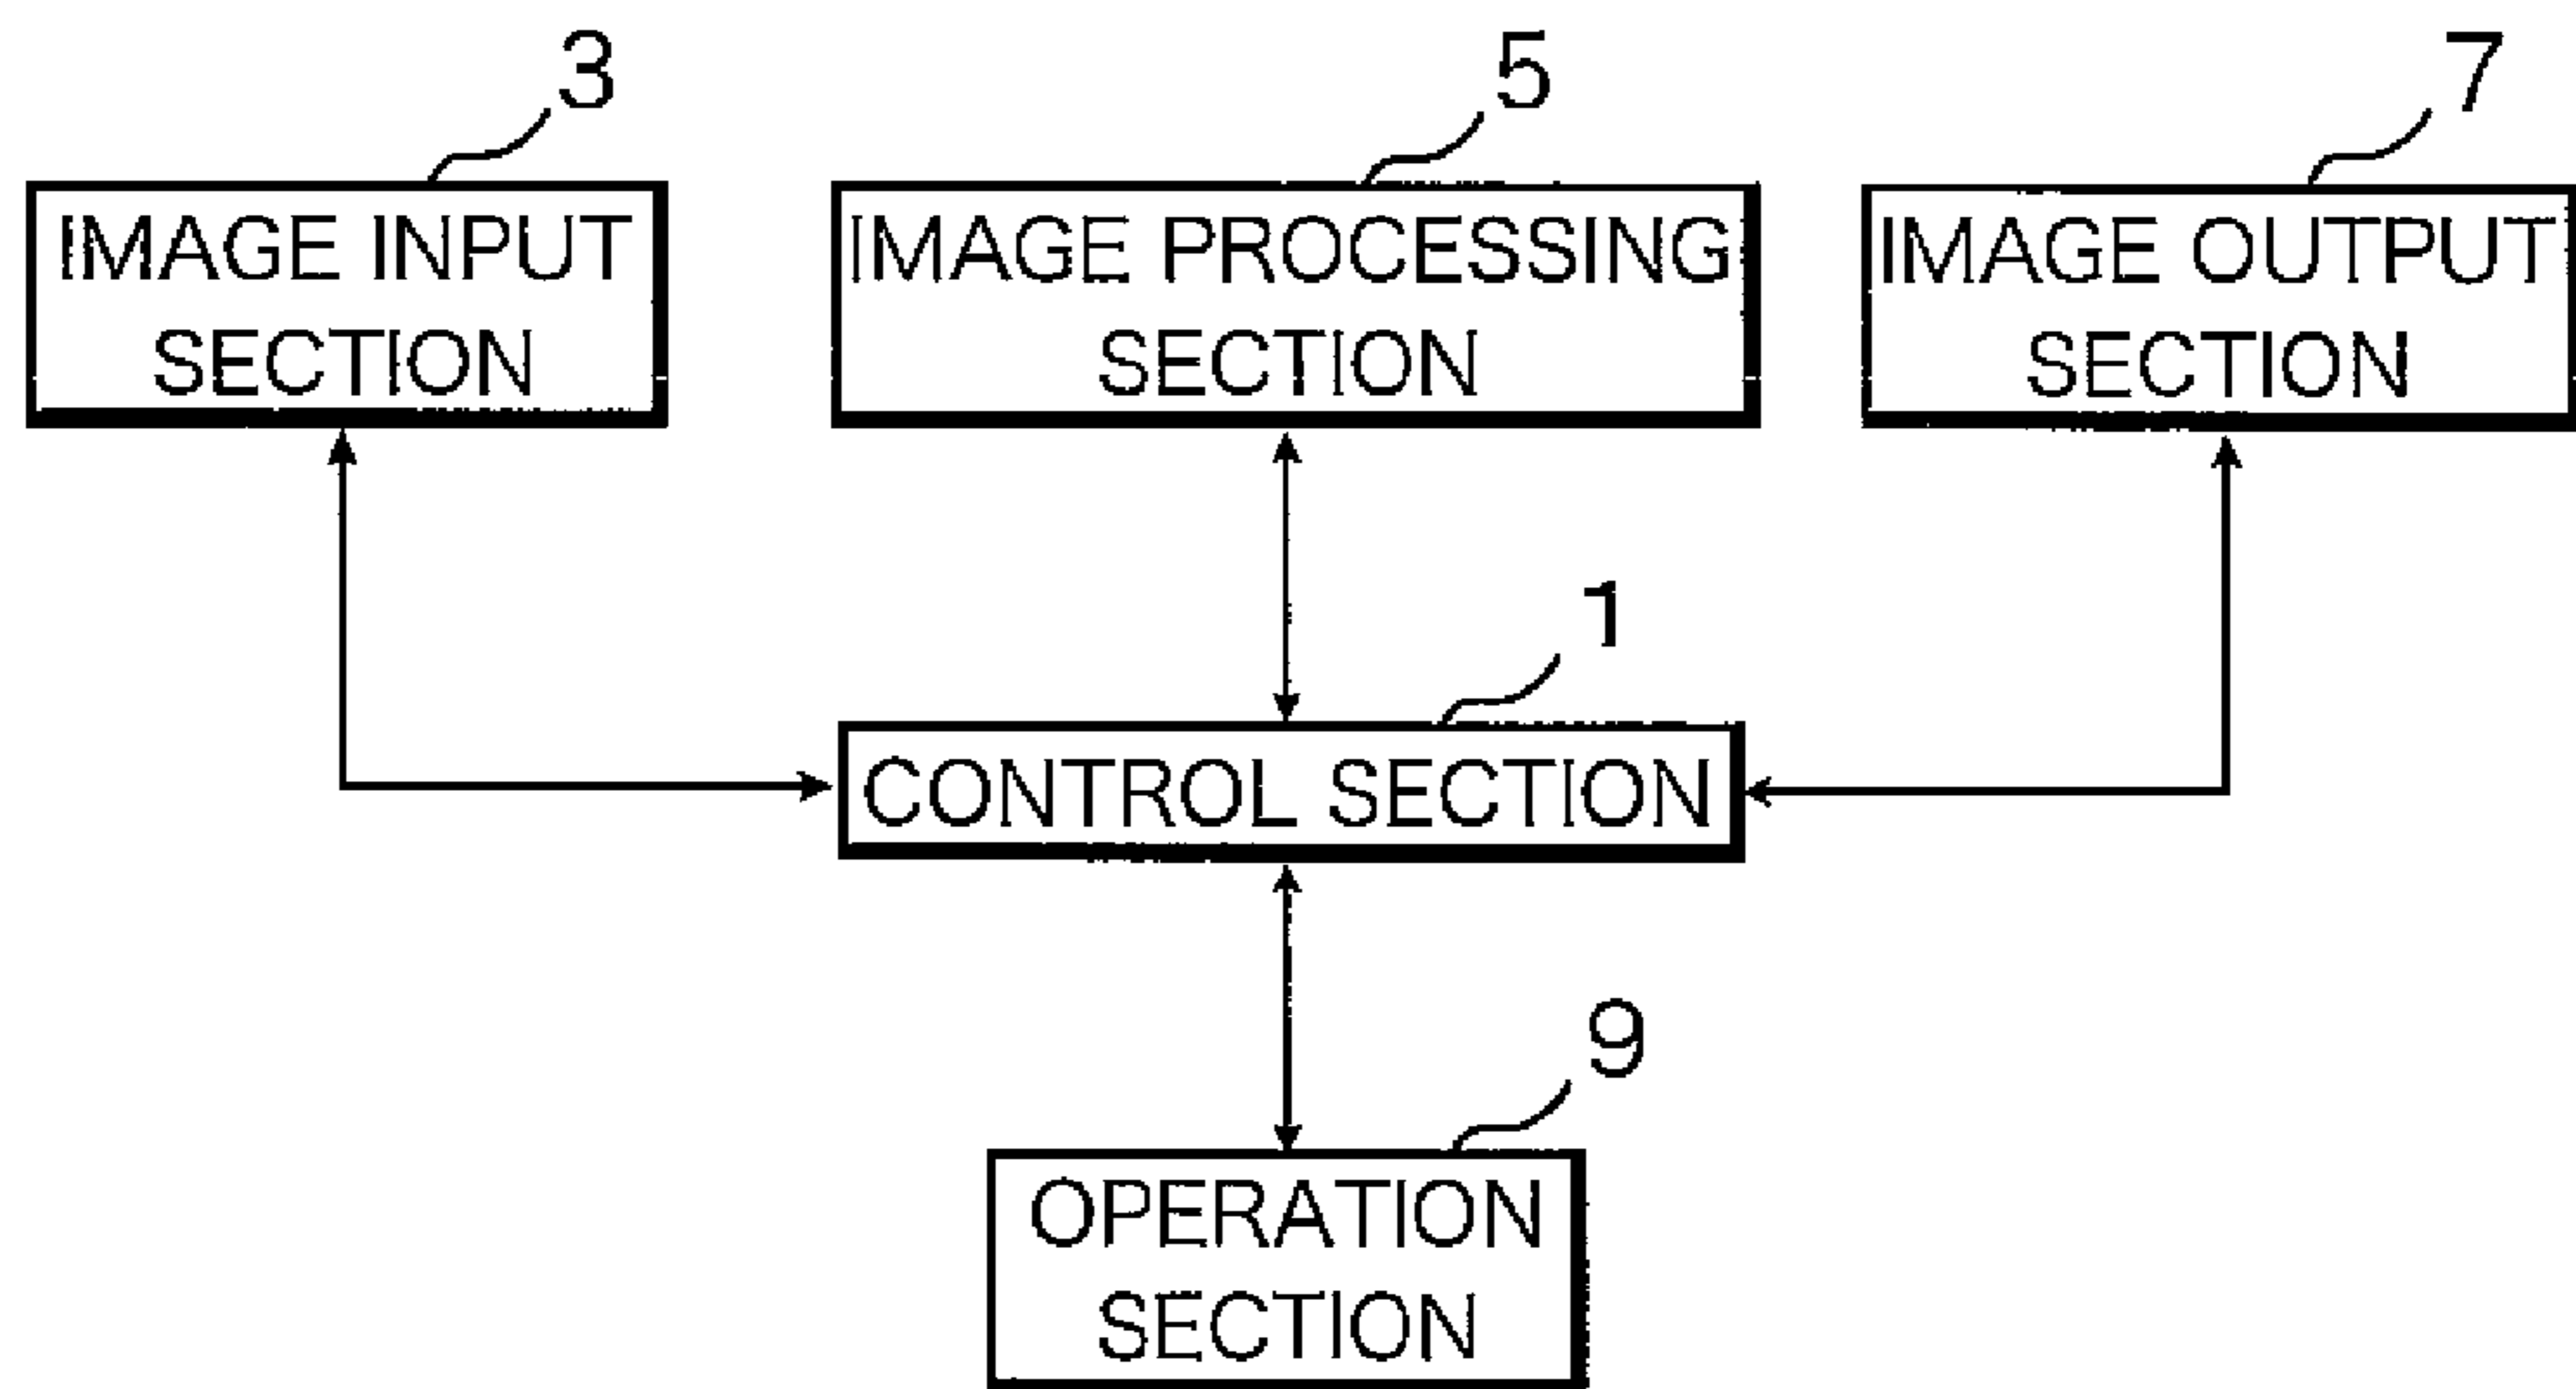 3
IMAGE INPUT
SECTION
5
IMAGE PROCESSING
SECTION
7
IMAGE OUTPUT
SECTION
1
CONTROL SECTION
9
OPERATION
SECTION